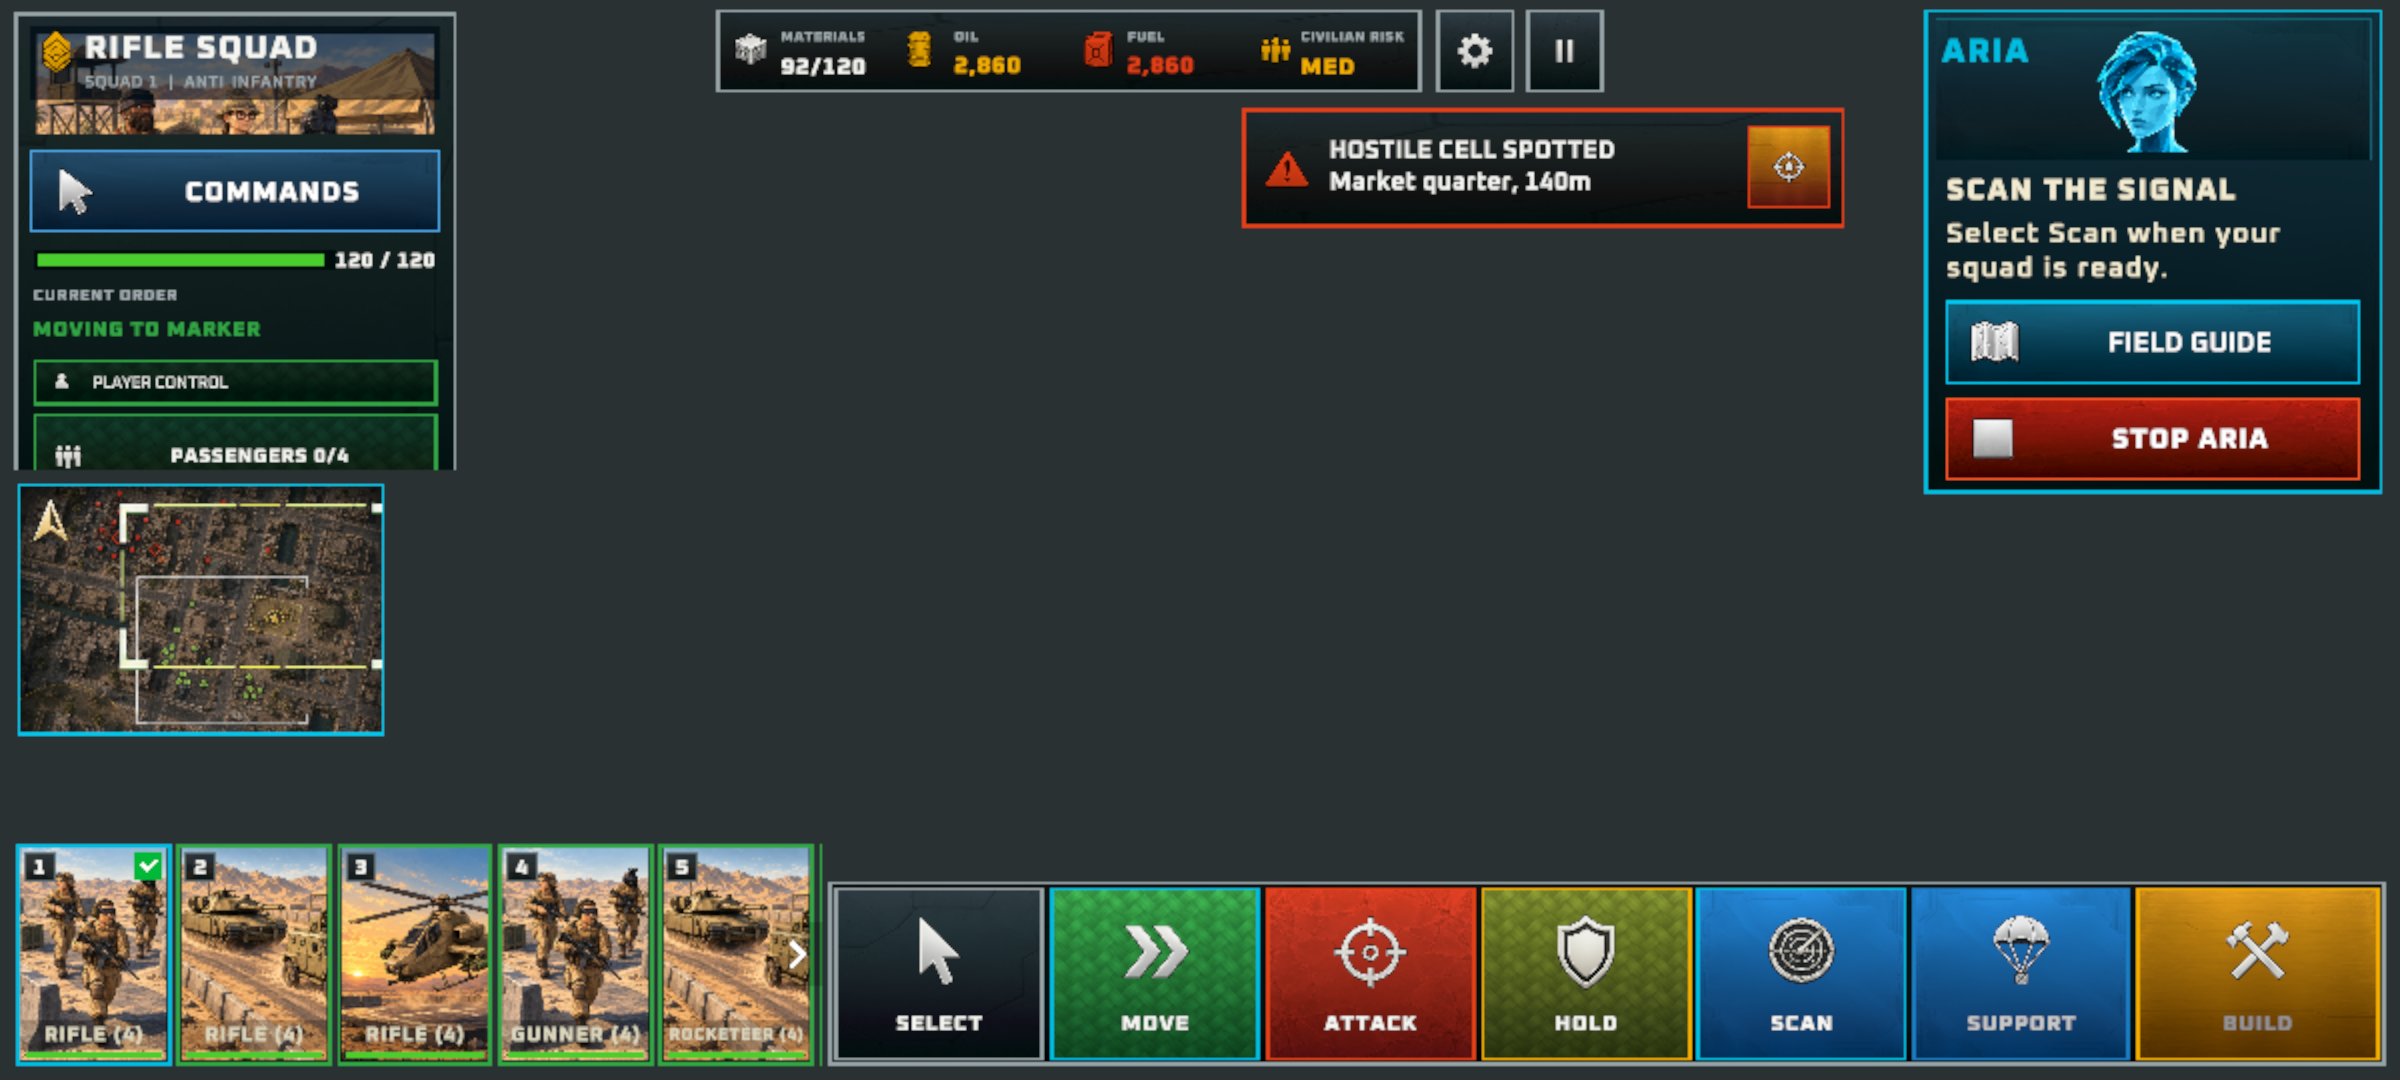 RIFLE SQUAD
SQUAD 1 | ANTI INFANTRY
COMMANDS
120 / 120
CURRENT ORDER
MOVING TO MARKER
PLAYER CONTROL
PASSENGERS 0/4
MATERIALS
92/120
OIL
2,860
FUEL
2,860
CIVILIAN RISK
MED
HOSTILE CELL SPOTTED
Market quarter, 140m
ARIA
SCAN THE SIGNAL
Select Scan when your
squad is ready.
FIELD GUIDE
STOP ARIA
1
RIFLE (4)
2
RIFLE (4)
3
RIFLE (4)
4
GUNNER (4)
5
ROCKETEER (4)
SELECT
MOVE
ATTACK
HOLD
SCAN
SUPPORT
BUILD